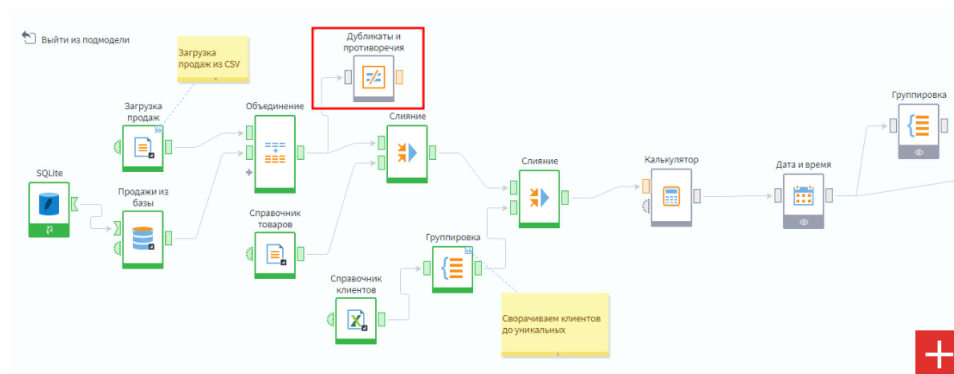 Выйти из подмодели
Загрузка
продаж из CSV
Дубликаты и
противоречия
Загрузка
продаж
Объединение
Слияние
Группировка
SQLite
Продажи из
базы
Слияние
Калькулятор
Дата и время
Справочник
товаров
Группировка
Справочник
клиентов
Сворачиваем клиентов
до уникальных